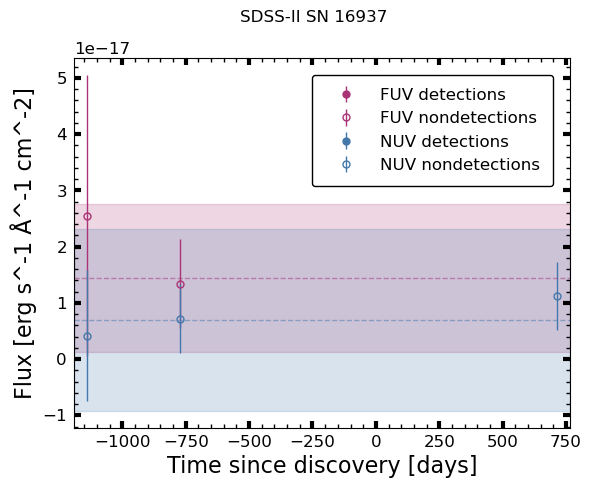 SDSS-II SN 16937
1e−17
5
4
3
2
1
0
−1
Flux [erg s^-1 Å^-1 cm^-2]
FUV detections
FUV nondetections
NUV detections
NUV nondetections
−1000 −750 −500 −250 0 250 500 750
Time since discovery [days]